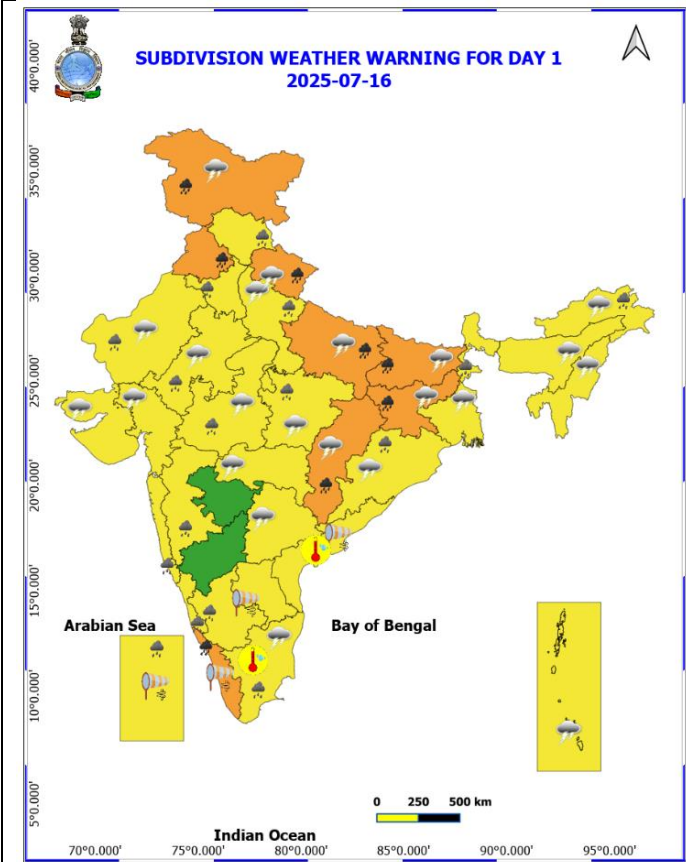 SUBDIVISION WEATHER WARNING FOR DAY 1
2025-07-16
40°0.000'
35°0.000'
30°0.000'
25°0.000'
20°0.000'
15°0.000'
Arabian Sea
Bay of Bengal
10°0.000'
5°0.000'
0 250 500 km
Indian Ocean
70°0.000' 75°0.000' 80°0.000' 85°0.000' 90°0.000' 95°0.000'